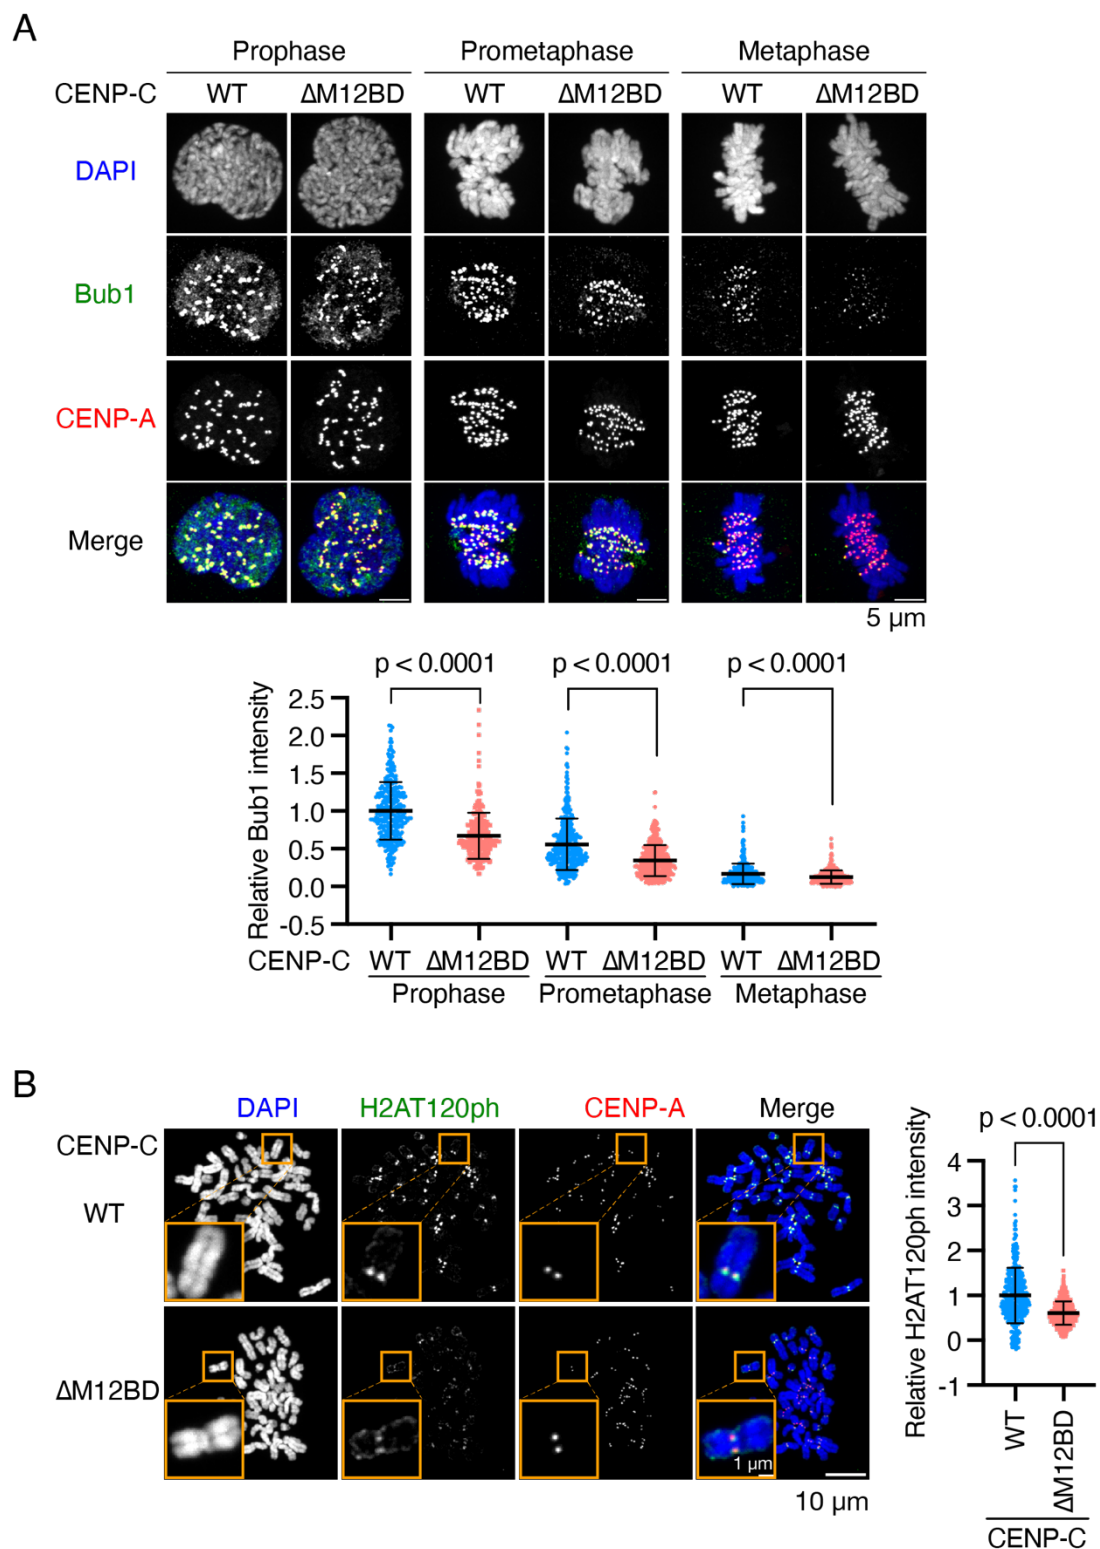 A
Prophase Prometaphase Metaphase
CENP-C WT ΔM12BD WT ΔM12BD WT ΔM12BD
DAPI
Bub1
CENP-A
Merge
5 µm
p < 0.0001 p < 0.0001 p < 0.0001
Relative Bub1 intensity
2.5
2.0
1.5
1.0
0.5
0.0
-0.5
CENP-C WT ΔM12BD WT ΔM12BD WT ΔM12BD
Prophase Prometaphase Metaphase
B
DAPI H2AT120ph CENP-A Merge
CENP-C
WT
ΔM12BD
1 µm
10 µm
p < 0.0001
Relative H2AT120ph intensity
4
3
2
1
0
-1
WT ΔM12BD
CENP-C